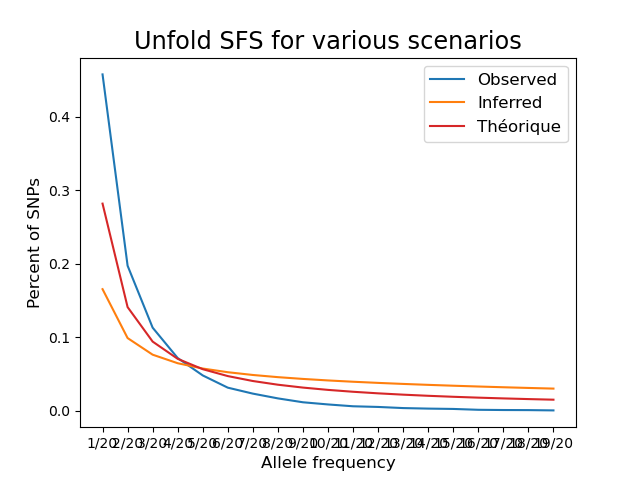 Unfold SFS for various scenarios
Observed
Inferred
Théorique
Percent of SNPs
0.4
0.3
0.2
0.1
0.0
1/20 2/20 3/20 4/20 5/20 6/20 7/20 8/20 9/20 10/20 11/20 12/20 13/20 14/20 15/20 16/20 17/20 18/20 19/20
Allele frequency